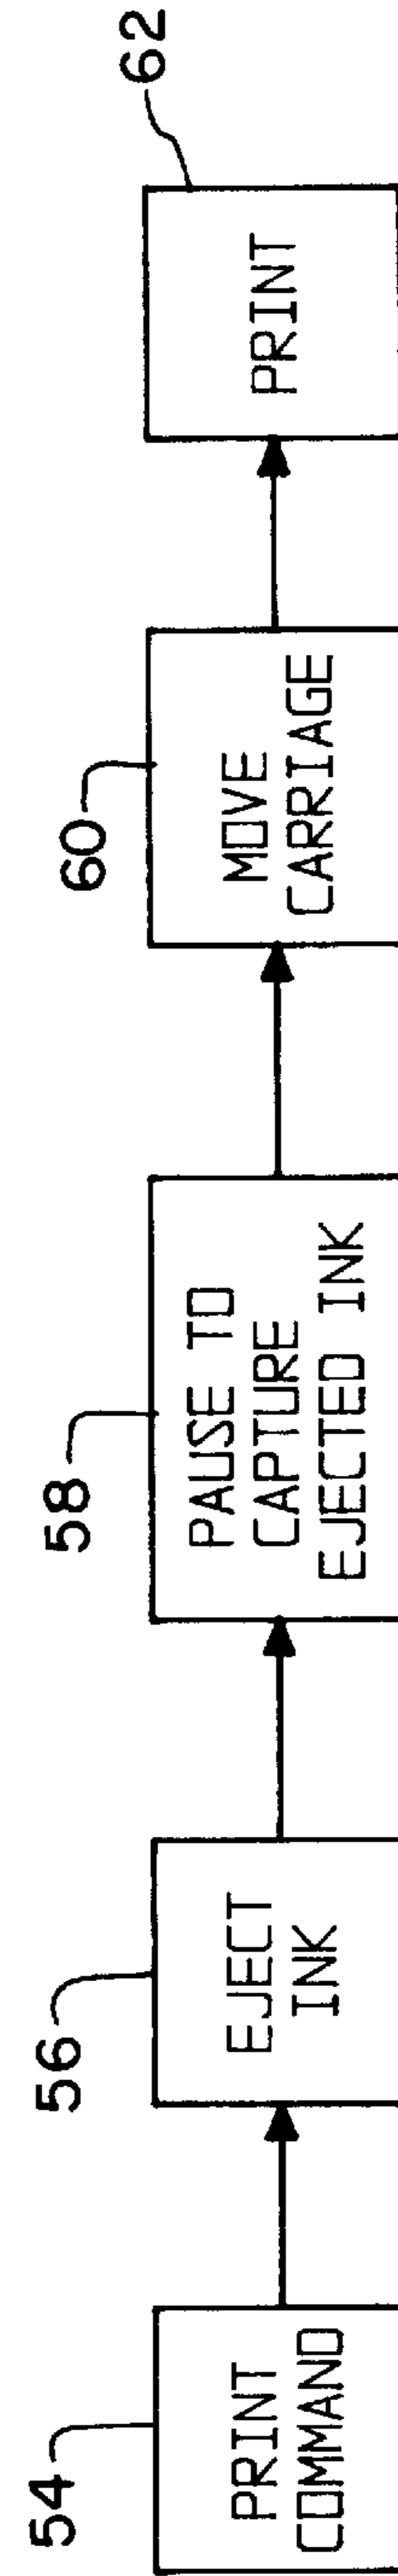 54
PRINT
COMMAND
56
EJECT
INK
58
PAUSE TO
CAPTURE
EJECTED INK
60
MOVE
CARRIAGE
62
PRINT